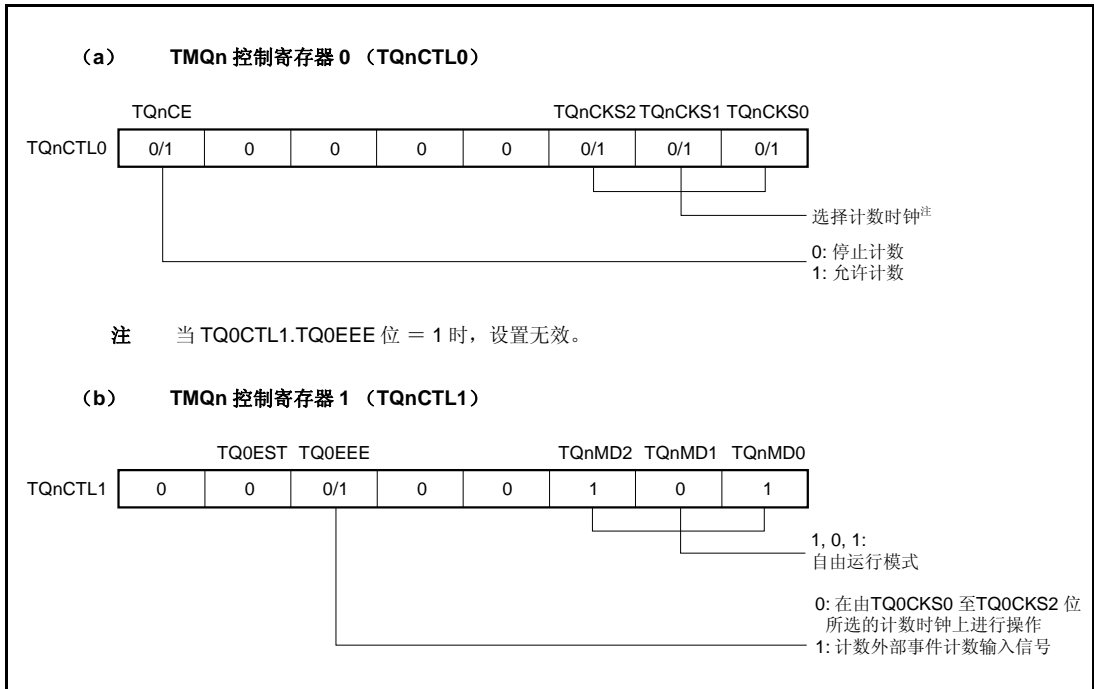 （a） TMQn 控制寄存器 0 （TQnCTL0）
TQnCE TQnCKS2 TQnCKS1 TQnCKS0
TQnCTL0 0/1 0 0 0 0 0/1 0/1 0/1
选择计数时钟注
0: 停止计数
1: 允许计数
注 当 TQ0CTL1.TQ0EEE 位 ＝ 1 时，设置无效。
（b） TMQn 控制寄存器 1 （TQnCTL1）
TQ0EST TQ0EEE TQnMD2 TQnMD1 TQnMD0
TQnCTL1 0 0 0/1 0 0 1 0 1
1, 0, 1:
自由运行模式
0: 在由TQ0CKS0 至TQ0CKS2 位
所选的计数时钟上进行操作
1: 计数外部事件计数输入信号